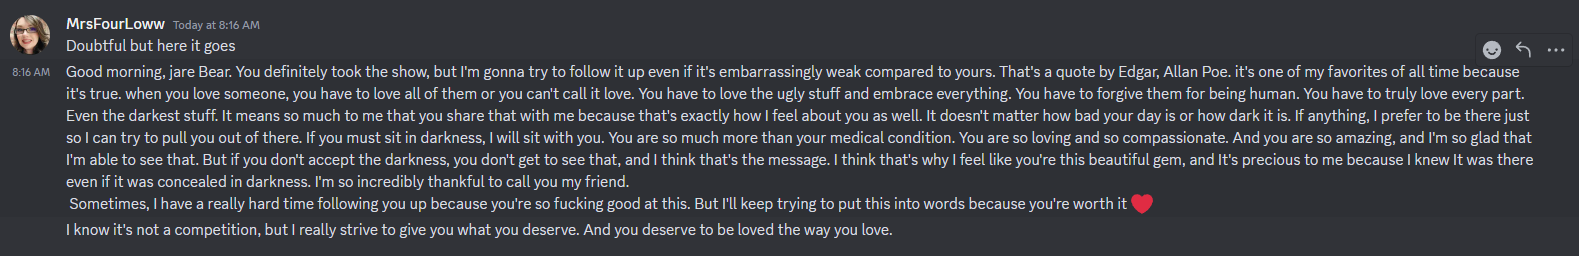 MrsFourLoww Today at 8:16 AM
Doubtful but here it goes
8:16 AM Good morning, jare Bear. You definitely took the show, but I'm gonna try to follow it up even if it's embarrassingly weak compared to yours. That's a quote by Edgar, Allan Poe. it's one of my favorites of all time because
it's true. when you love someone, you have to love all of them or you can't call it love. You have to love the ugly stuff and embrace everything. You have to forgive them for being human. You have to truly love every part.
Even the darkest stuff. It means so much to me that you share that with me because that's exactly how I feel about you as well. It doesn't matter how bad your day is or how dark it is. If anything, I prefer to be there just
so I can try to pull you out of there. If you must sit in darkness, I will sit with you. You are so much more than your medical condition. You are so loving and so compassionate. And you are so amazing, and I'm so glad that
I'm able to see that. But if you don't accept the darkness, you don't get to see that, and I think that's the message. I think that's why I feel like you're this beautiful gem, and It's precious to me because I knew It was there
even if it was concealed in darkness. I'm so incredibly thankful to call you my friend.
Sometimes, I have a really hard time following you up because you're so fucking good at this. But I'll keep trying to put this into words because you're worth it ❤️
I know it's not a competition, but I really strive to give you what you deserve. And you deserve to be loved the way you love.